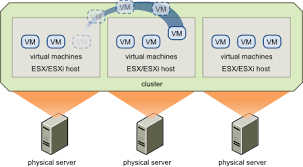 VM VM
VM VM VM VM VM VM VM VM VM
virtual machines virtual machines virtual machines
ESX/ESXi host ESX/ESXi host ESX/ESXi host
cluster
physical server physical server physical server